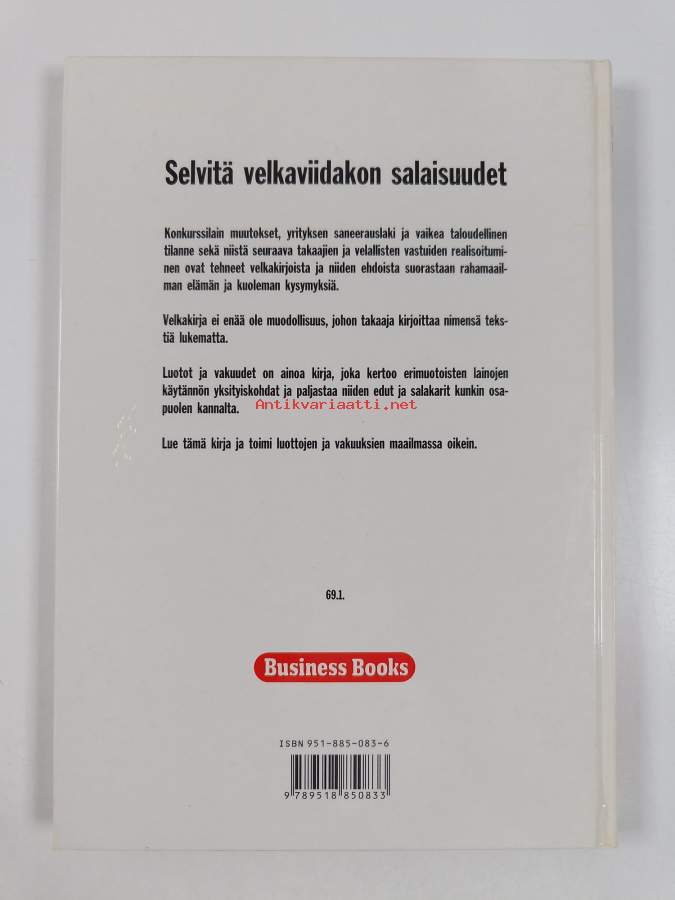 Selvitä velkaviidakon salaisuudet
Konkurssilain muutokset, yrityksen saneerauslaki ja vaikea taloudellinen
tilanne sekä niistä seuraava takaajien ja velallisten vastuiden realisoitumi-
nen ovat tehneet velkakirjoista ja niiden ehdoista suorastaan rahamaail-
man elämän ja kuoleman kysymyksiä.
Velkakirja ei enää ole muodollisuus, johon takaaja kirjoittaa nimensä teks-
tiä lukematta.
Luotot ja vakuudet on ainoa kirja, joka kertoo erimuotoisten lainojen
käytännön yksityiskohdat ja paljastaa niiden edut ja salakarit kunkin osa-
puolen kannalta.
Antikvariaatti.net
Lue tämä kirja ja toimi luottojen ja vakuuksien maailmassa oikein.
69.1.
Business Books
ISBN 951-885-083-6
9 789518 850833